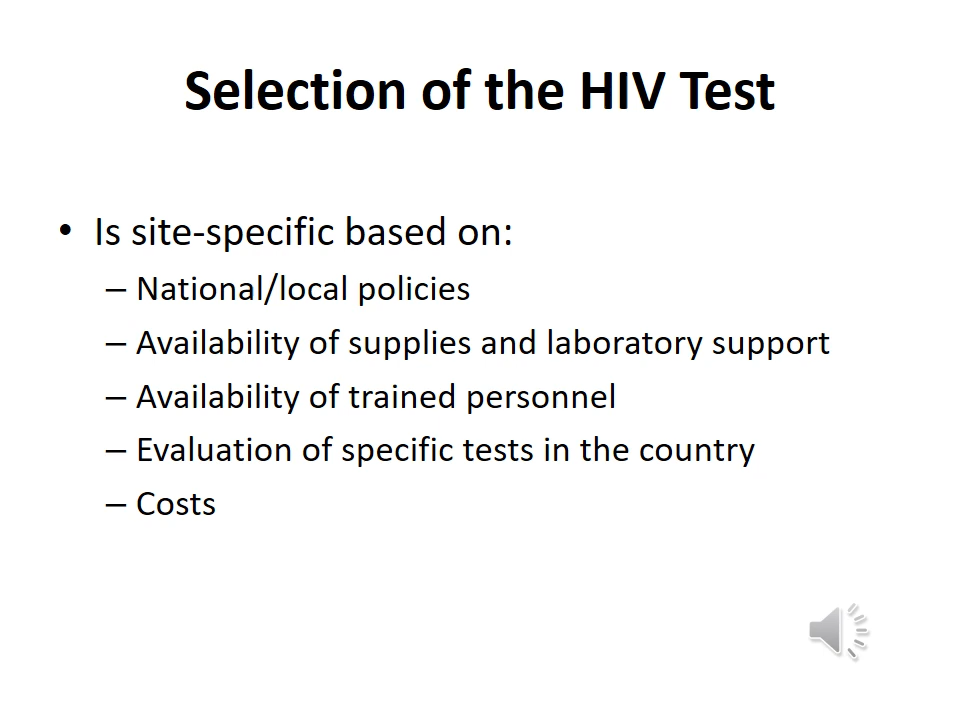 Selection of the HIV Test
• Is site-specific based on:
– National/local policies
– Availability of supplies and laboratory support
– Availability of trained personnel
– Evaluation of specific tests in the country
– Costs